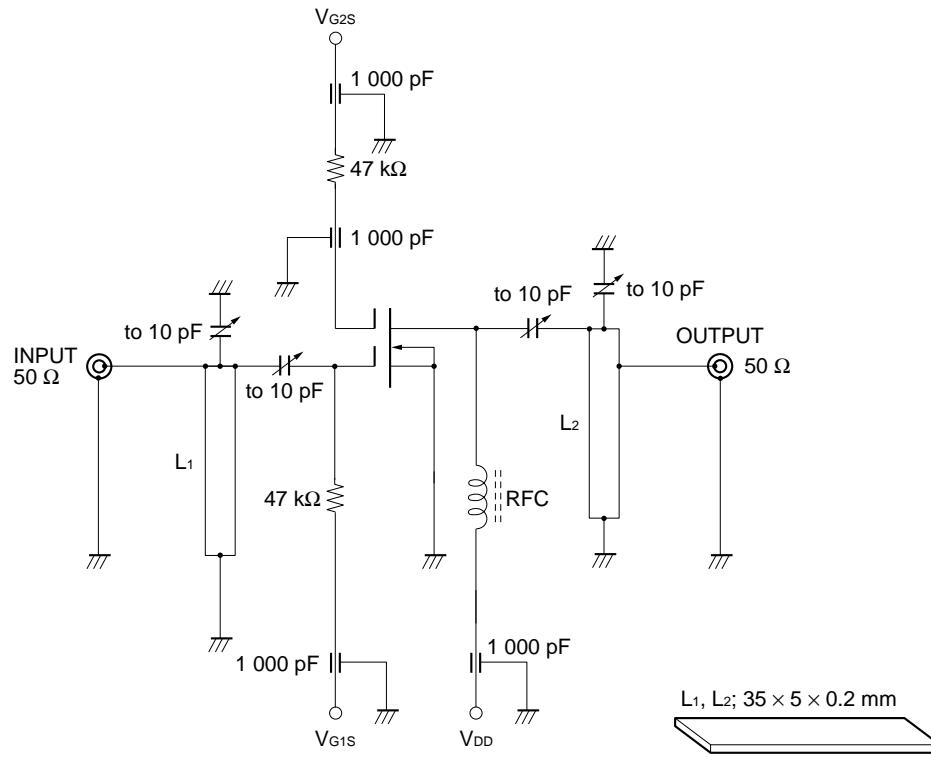 VG2S
1 000 pF
47 kΩ
1 000 pF
to 10 pF
to 10 pF
to 10 pF
INPUT
50 Ω
to 10 pF
OUTPUT
50 Ω
L1
L2
47 kΩ
RFC
1 000 pF
1 000 pF
VG1S
VDD
L1, L2; 35 × 5 × 0.2 mm